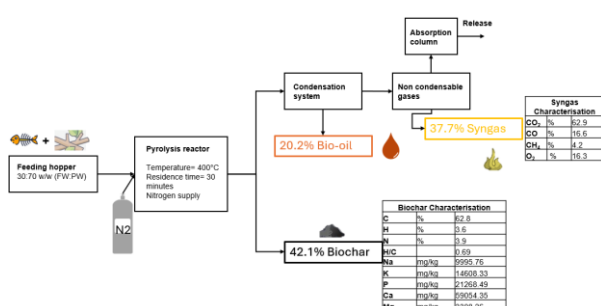 Absorption
column
Release
Condensation
system
Non condensable
gases
Syngas
Characterisation
CO₂ % 62.9
CO % 16.6
CH₄ % 4.2
O₂ % 16.3
+
Feeding hopper
30:70 w/w (FW:PW)
Pyrolysis reactor
Temperature= 400°C
Residence time= 30
minutes
Nitrogen supply
20.2% Bio-oil
37.7% Syngas
N2
42.1% Biochar
Biochar Characterisation
C % 62.8
H % 3.6
N % 3.9
H/C 0.69
Na mg/kg 9995.76
K mg/kg 14608.33
P mg/kg 21268.49
Ca mg/kg 59054.35